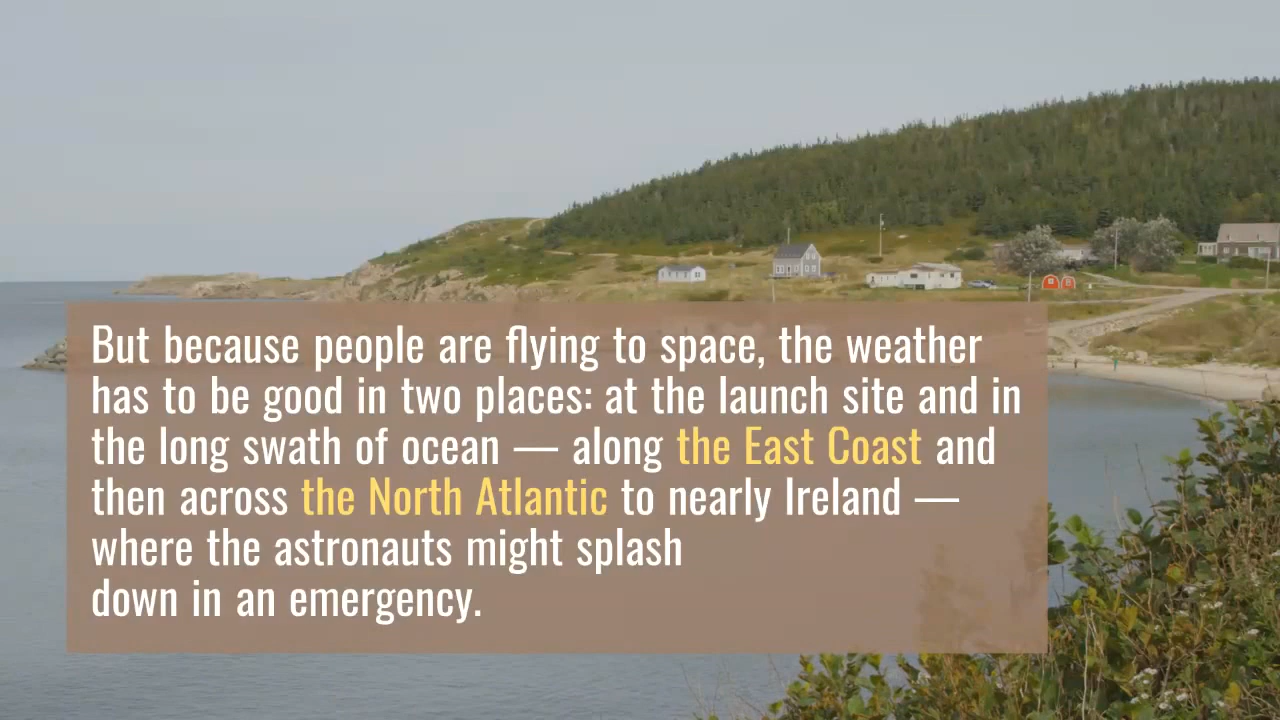 But because people are flying to space, the weather
has to be good in two places: at the launch site and in
the long swath of ocean — along the East Coast and
then across the North Atlantic to nearly Ireland —
where the astronauts might splash
down in an emergency.